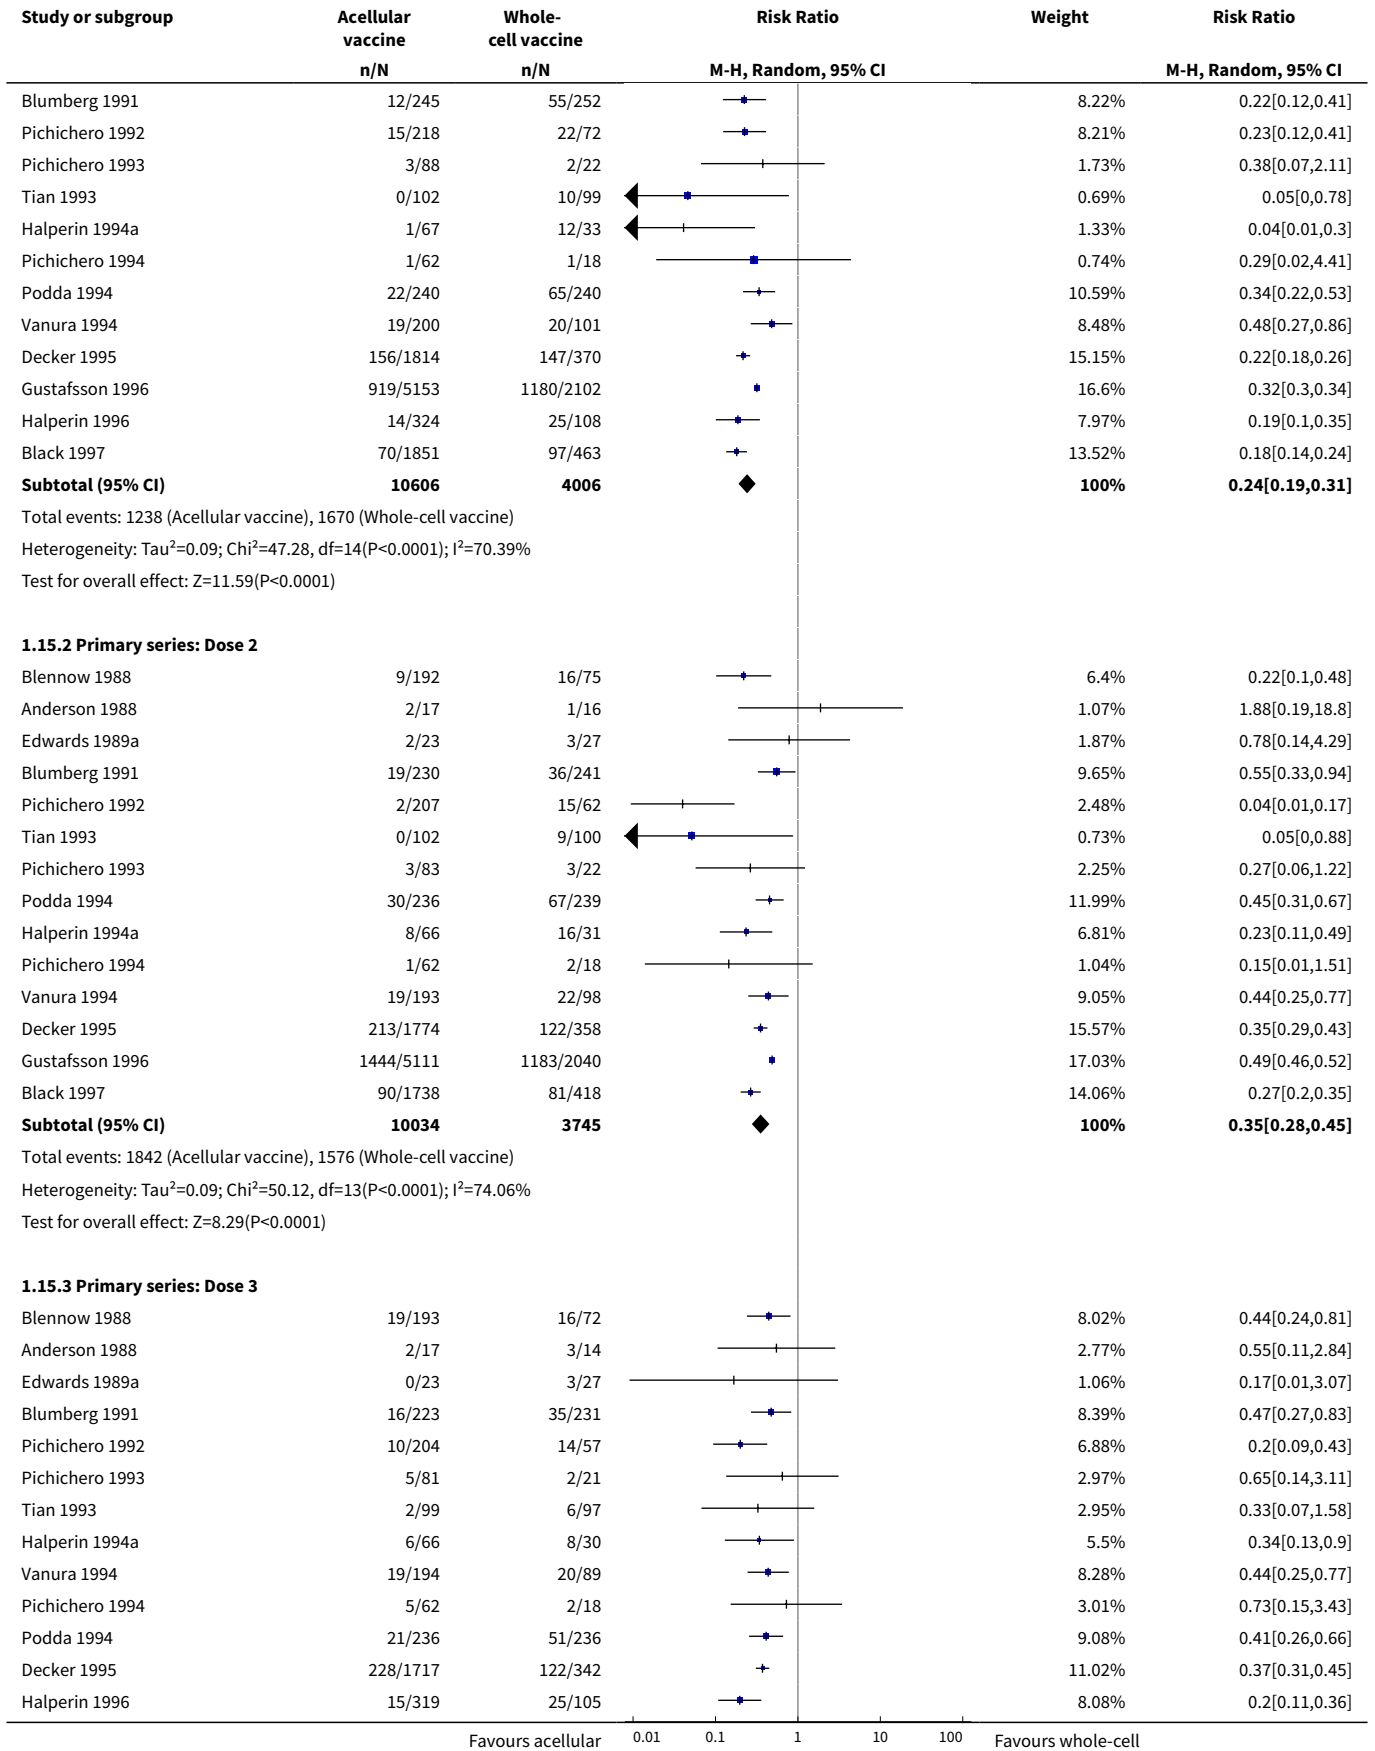 Study or subgroup Acellular vaccine Whole-cell vaccine Risk Ratio Weight Risk Ratio
n/N n/N M-H, Random, 95% CI M-H, Random, 95% CI
Blumberg 1991 12/245 55/252 8.22% 0.22[0.12,0.41]
Pichichero 1992 15/218 22/72 8.21% 0.23[0.12,0.41]
Pichichero 1993 3/88 2/22 1.73% 0.38[0.07,2.11]
Tian 1993 0/102 10/99 0.69% 0.05[0,0.78]
Halperin 1994a 1/67 12/33 1.33% 0.04[0.01,0.3]
Pichichero 1994 1/62 1/18 0.74% 0.29[0.02,4.41]
Podda 1994 22/240 65/240 10.59% 0.34[0.22,0.53]
Vanura 1994 19/200 20/101 8.48% 0.48[0.27,0.86]
Decker 1995 156/1814 147/370 15.15% 0.22[0.18,0.26]
Gustafsson 1996 919/5153 1180/2102 16.6% 0.32[0.3,0.34]
Halperin 1996 14/324 25/108 7.97% 0.19[0.1,0.35]
Black 1997 70/1851 97/463 13.52% 0.18[0.14,0.24]
Subtotal (95% CI) 10606 4006 100% 0.24[0.19,0.31]
Total events: 1238 (Acellular vaccine), 1670 (Whole-cell vaccine)
Heterogeneity: Tau²=0.09; Chi²=47.28, df=14(P<0.0001); I²=70.39%
Test for overall effect: Z=11.59(P<0.0001)
1.15.2 Primary series: Dose 2
Blennow 1988 9/192 16/75 6.4% 0.22[0.1,0.48]
Anderson 1988 2/17 1/16 1.07% 1.88[0.19,18.8]
Edwards 1989a 2/23 3/27 1.87% 0.78[0.14,4.29]
Blumberg 1991 19/230 36/241 9.65% 0.55[0.33,0.94]
Pichichero 1992 2/207 15/62 2.48% 0.04[0.01,0.17]
Tian 1993 0/102 9/100 0.73% 0.05[0,0.88]
Pichichero 1993 3/83 3/22 2.25% 0.27[0.06,1.22]
Podda 1994 30/236 67/239 11.99% 0.45[0.31,0.67]
Halperin 1994a 8/66 16/31 6.81% 0.23[0.11,0.49]
Pichichero 1994 1/62 2/18 1.04% 0.15[0.01,1.51]
Vanura 1994 19/193 22/98 9.05% 0.44[0.25,0.77]
Decker 1995 213/1774 122/358 15.57% 0.35[0.29,0.43]
Gustafsson 1996 1444/5111 1183/2040 17.03% 0.49[0.46,0.52]
Black 1997 90/1738 81/418 14.06% 0.27[0.2,0.35]
Subtotal (95% CI) 10034 3745 100% 0.35[0.28,0.45]
Total events: 1842 (Acellular vaccine), 1576 (Whole-cell vaccine)
Heterogeneity: Tau²=0.09; Chi²=50.12, df=13(P<0.0001); I²=74.06%
Test for overall effect: Z=8.29(P<0.0001)
1.15.3 Primary series: Dose 3
Blennow 1988 19/193 16/72 8.02% 0.44[0.24,0.81]
Anderson 1988 2/17 3/14 2.77% 0.55[0.11,2.84]
Edwards 1989a 0/23 3/27 1.06% 0.17[0.01,3.07]
Blumberg 1991 16/223 35/231 8.39% 0.47[0.27,0.83]
Pichichero 1992 10/204 14/57 6.88% 0.2[0.09,0.43]
Pichichero 1993 5/81 2/21 2.97% 0.65[0.14,3.11]
Tian 1993 2/99 6/97 2.95% 0.33[0.07,1.58]
Halperin 1994a 6/66 8/30 5.5% 0.34[0.13,0.9]
Vanura 1994 19/194 20/89 8.28% 0.44[0.25,0.77]
Pichichero 1994 5/62 2/18 3.01% 0.73[0.15,3.43]
Podda 1994 21/236 51/236 9.08% 0.41[0.26,0.66]
Decker 1995 228/1717 122/342 11.02% 0.37[0.31,0.45]
Halperin 1996 15/319 25/105 8.08% 0.2[0.11,0.36]
Favours acellular 0.01 0.1 1 10 100 Favours whole-cell